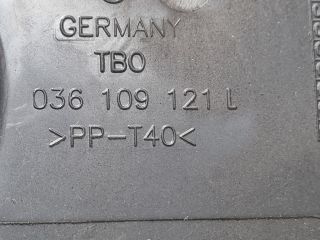 GERMANY
TBO
036 109 121 L
>PP-T40<